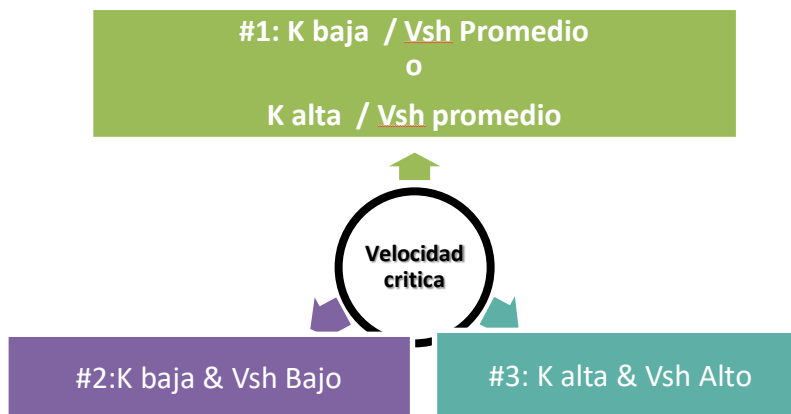 #1: K baja / Vsh Promedio
o
K alta / Vsh promedio
Velocidad
critica
#2:K baja & Vsh Bajo
#3: K alta & Vsh Alto